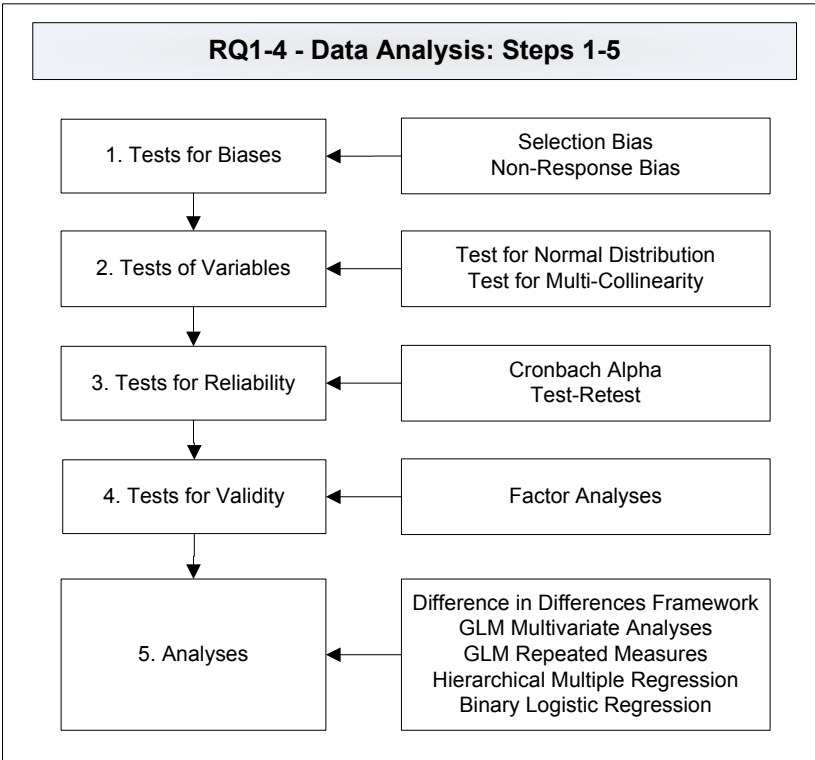 RQ1-4 - Data Analysis: Steps 1-5
1. Tests for Biases
Selection Bias
Non-Response Bias
2. Tests of Variables
Test for Normal Distribution
Test for Multi-Collinearity
3. Tests for Reliability
Cronbach Alpha
Test-Retest
4. Tests for Validity
Factor Analyses
5. Analyses
Difference in Differences Framework
GLM Multivariate Analyses
GLM Repeated Measures
Hierarchical Multiple Regression
Binary Logistic Regression